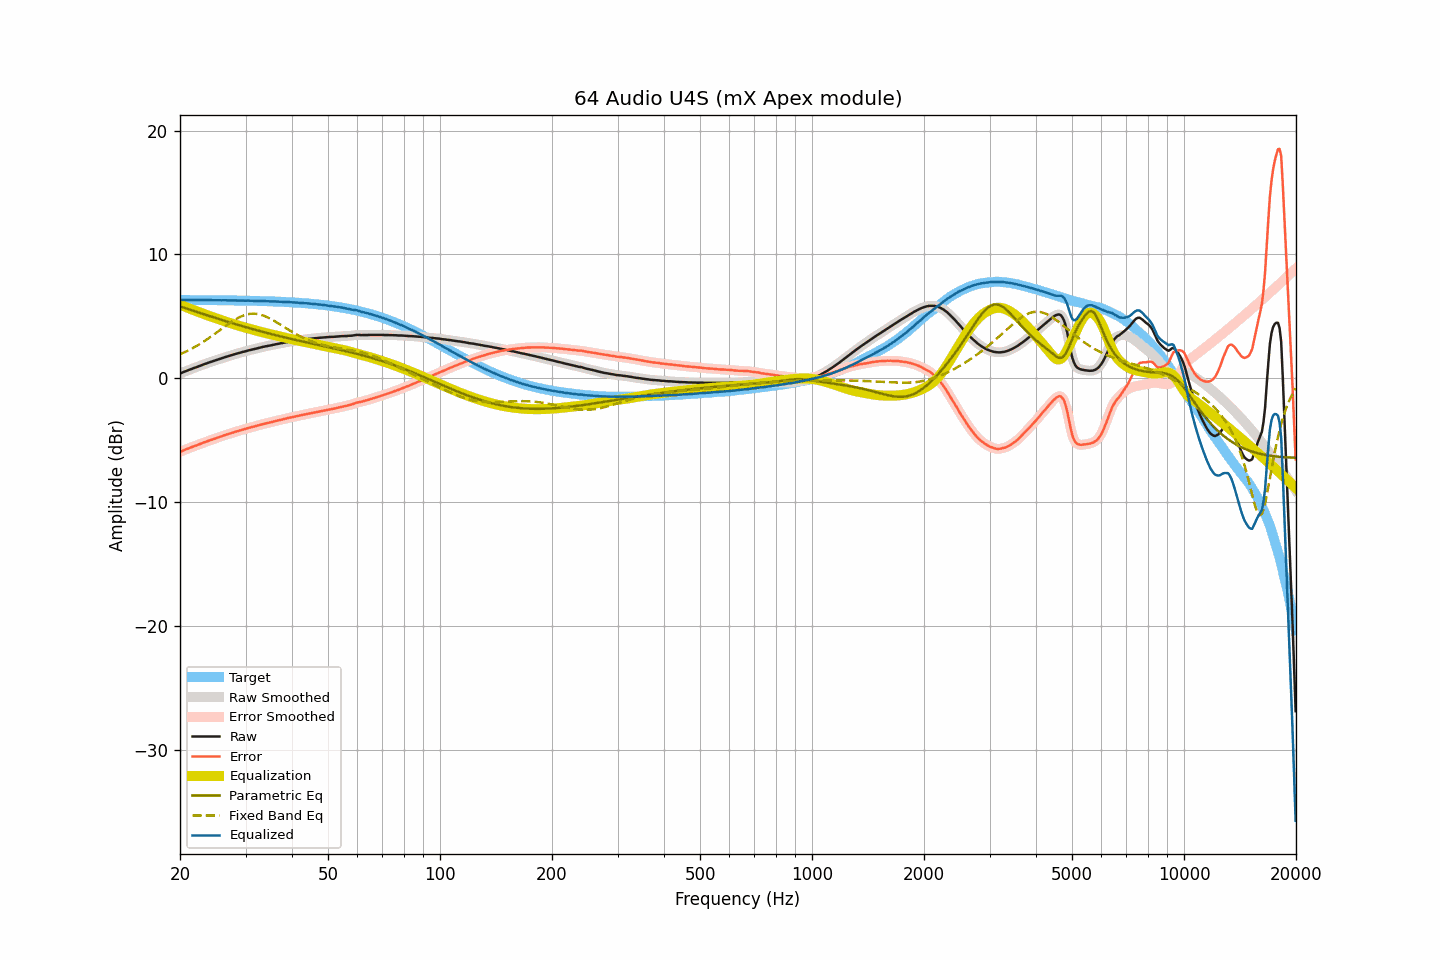 64 Audio U4S (mX Apex module)
20
10
0
−10
−20
−30
Amplitude (dBr)
Target
Raw Smoothed
Error Smoothed
Raw
Error
Equalization
Parametric Eq
Fixed Band Eq
Equalized
20 50 100 200 500 1000 2000 5000 10000 20000
Frequency (Hz)